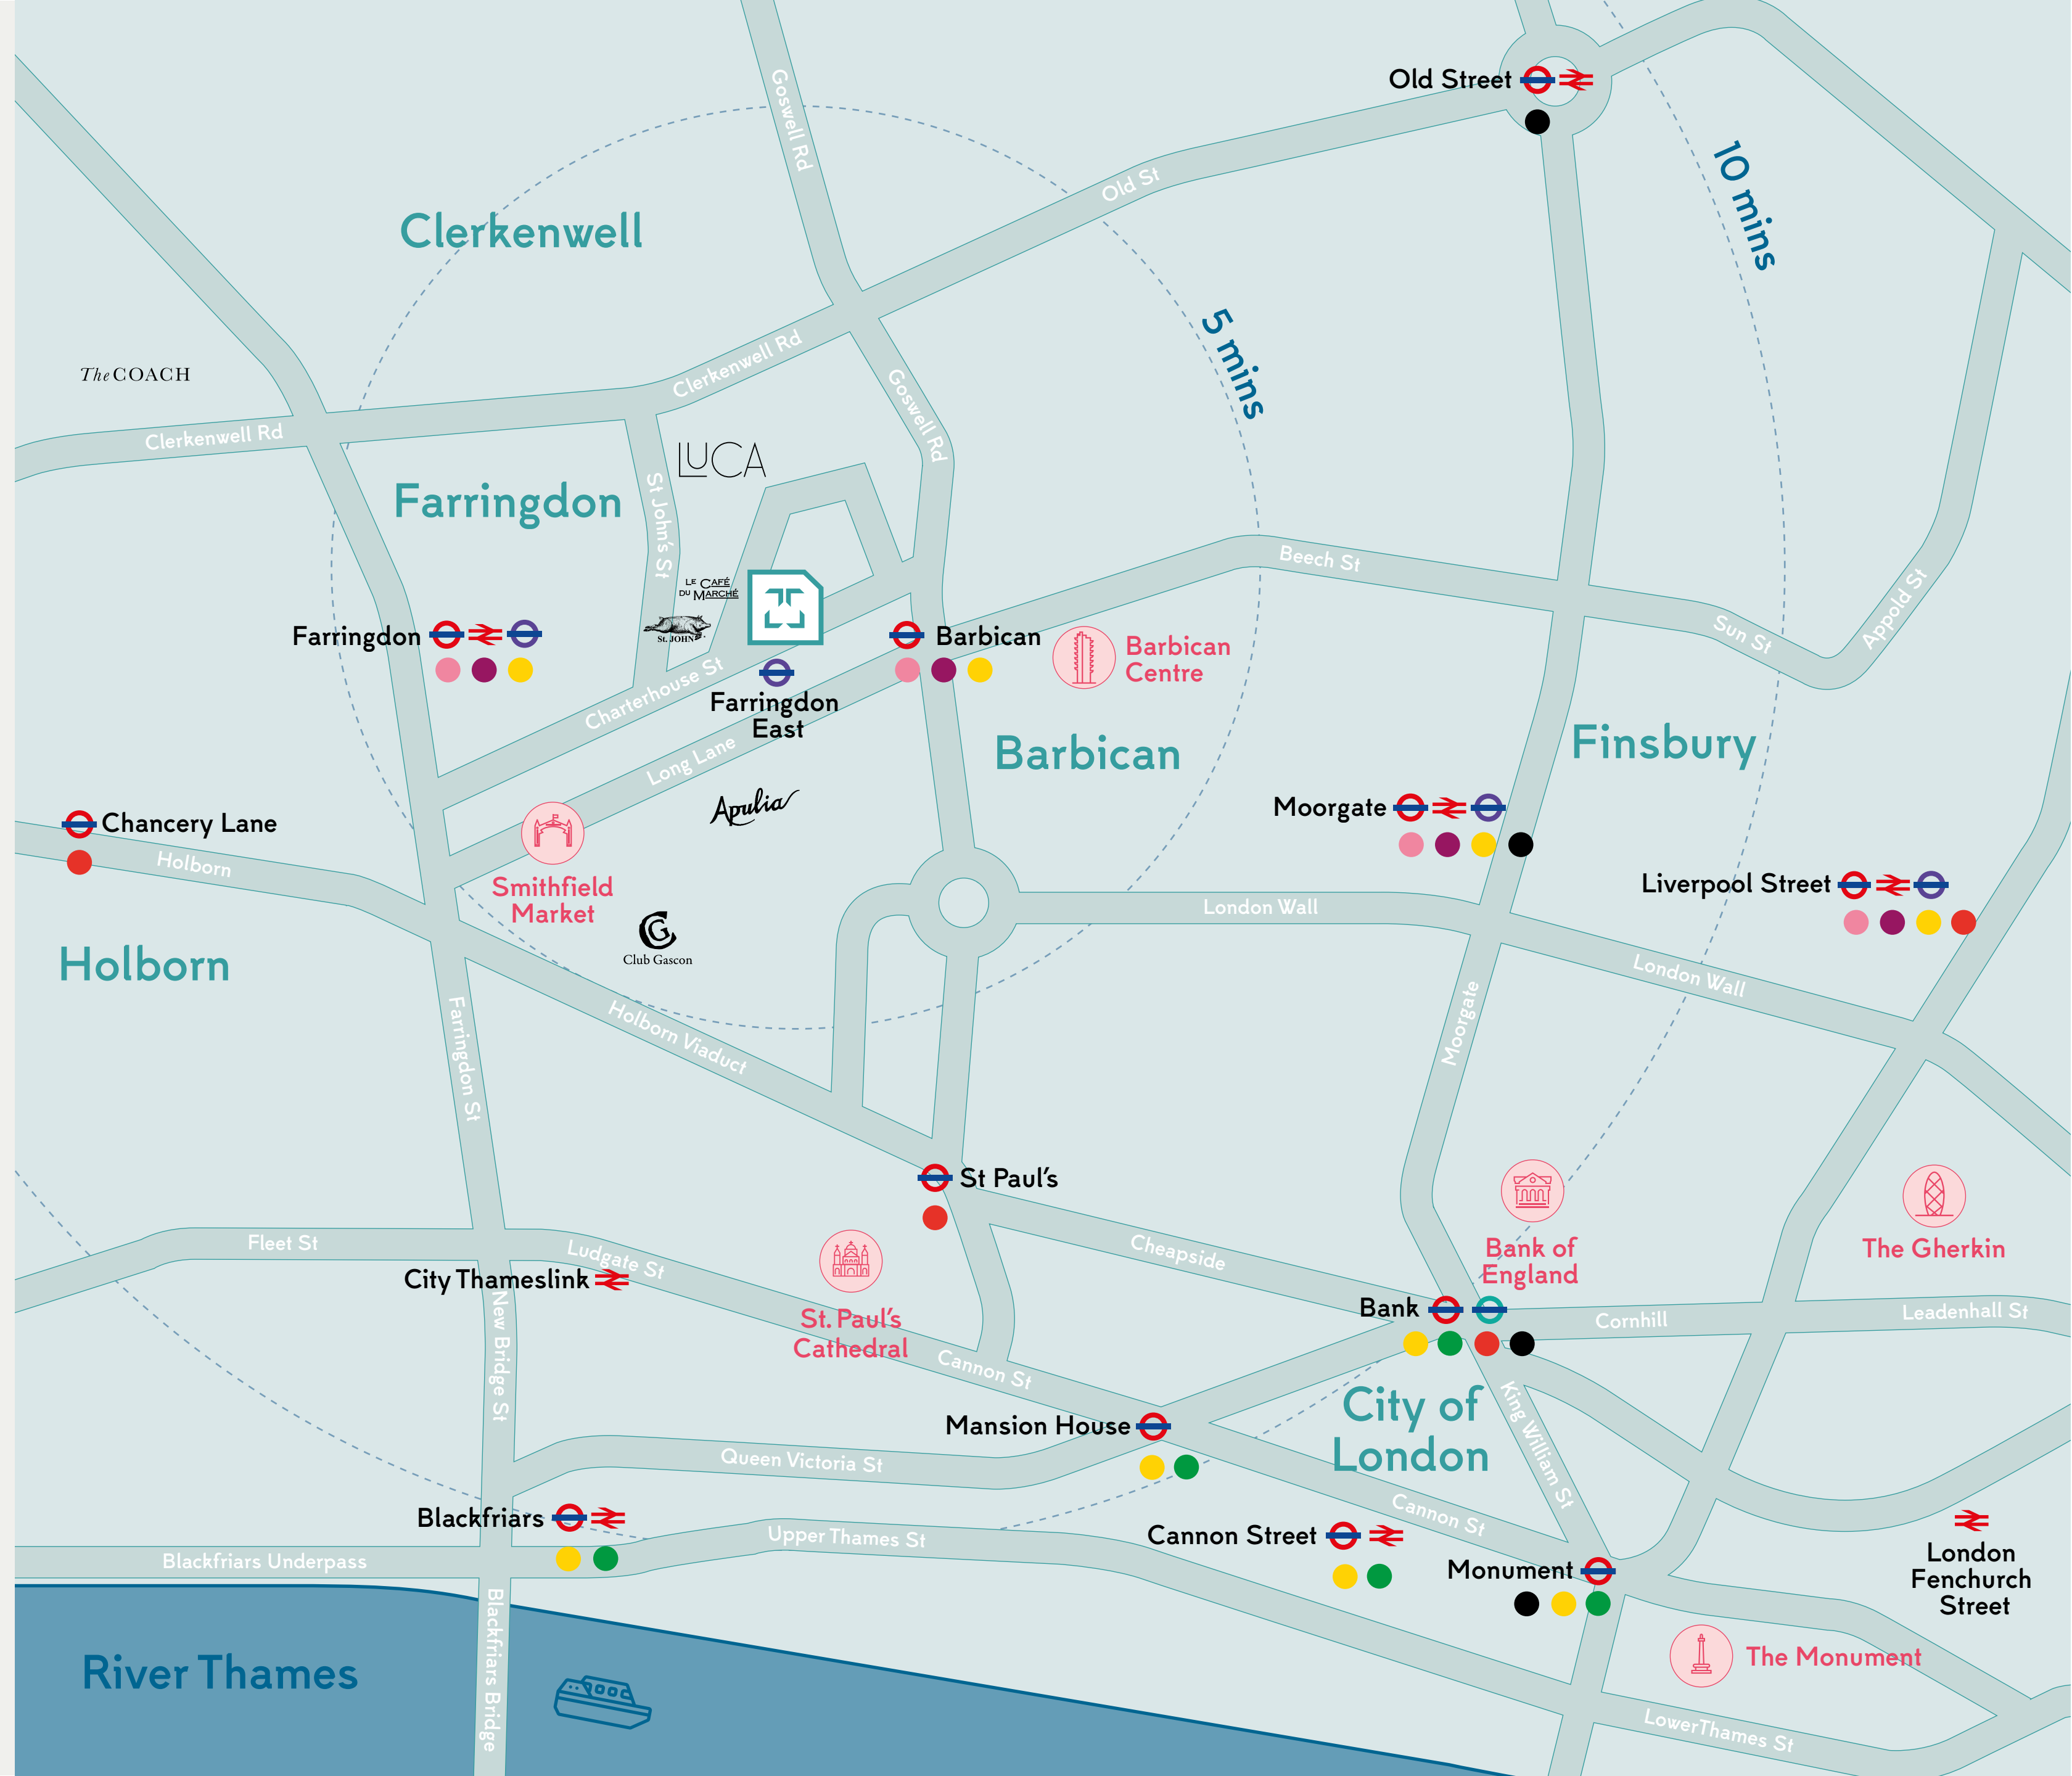 Goswell Rd
Old Street
10 mins
Old St
Clerkenwell
5 mins
Clerkenwell Rd
The COACH
Goswell Rd
Clerkenwell Rd
LUCA
Farringdon
St John's St
Beech St
LE CAFÉ
DU MARCHÉ
Appold St
Sun St
St. JOHN
Farringdon
Barbican
Barbican
Centre
Charterhouse St
Farringdon
East
Long Lane
Barbican
Finsbury
Apulia
Moorgate
Chancery Lane
Holborn
Smithfield
Market
Liverpool Street
London Wall
Club Gascon
Holborn
London Wall
Moorgate
Farringdon St
Holborn Viaduct
St Paul's
Fleet St
Ludgate St
Cheapside
Bank of
England
The Gherkin
City Thameslink
New Bridge St
St. Paul's
Cathedral
Bank
Cornhill
Leadenhall St
Cannon St
City of
London
King William St
Mansion House
Queen Victoria St
Cannon St
Blackfriars
Upper Thames St
Cannon Street
Blackfriars Underpass
Monument
London
Fenchurch
Street
Blackfriars Bridge
River Thames
The Monument
Lower Thames St